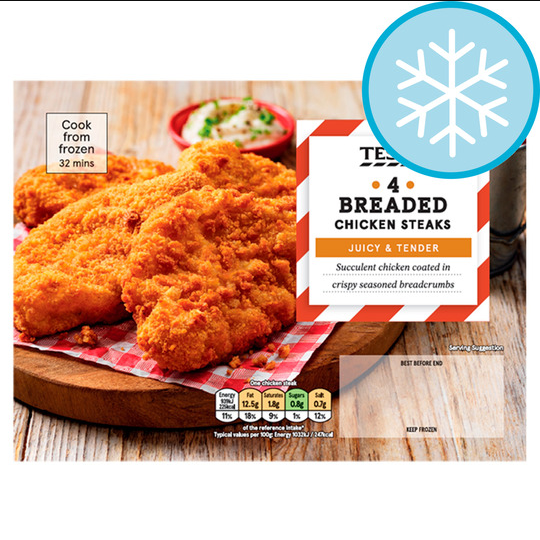 Cook
from
frozen
32 mins
4
BREADED
CHICKEN STEAKS
JUICY & TENDER
Succulent chicken coated in
crispy seasoned breadcrumbs
Serving Suggestion
BEST BEFORE END
KEEP FROZEN
One chicken steak
Energy Fat Saturates Sugars Salt
12.5g 1.8g 0.8g 0.7g
11% 18% 9% 1% 12%
of the reference intake*
Typical values per 100g: Energy 1032kJ / 247kcal